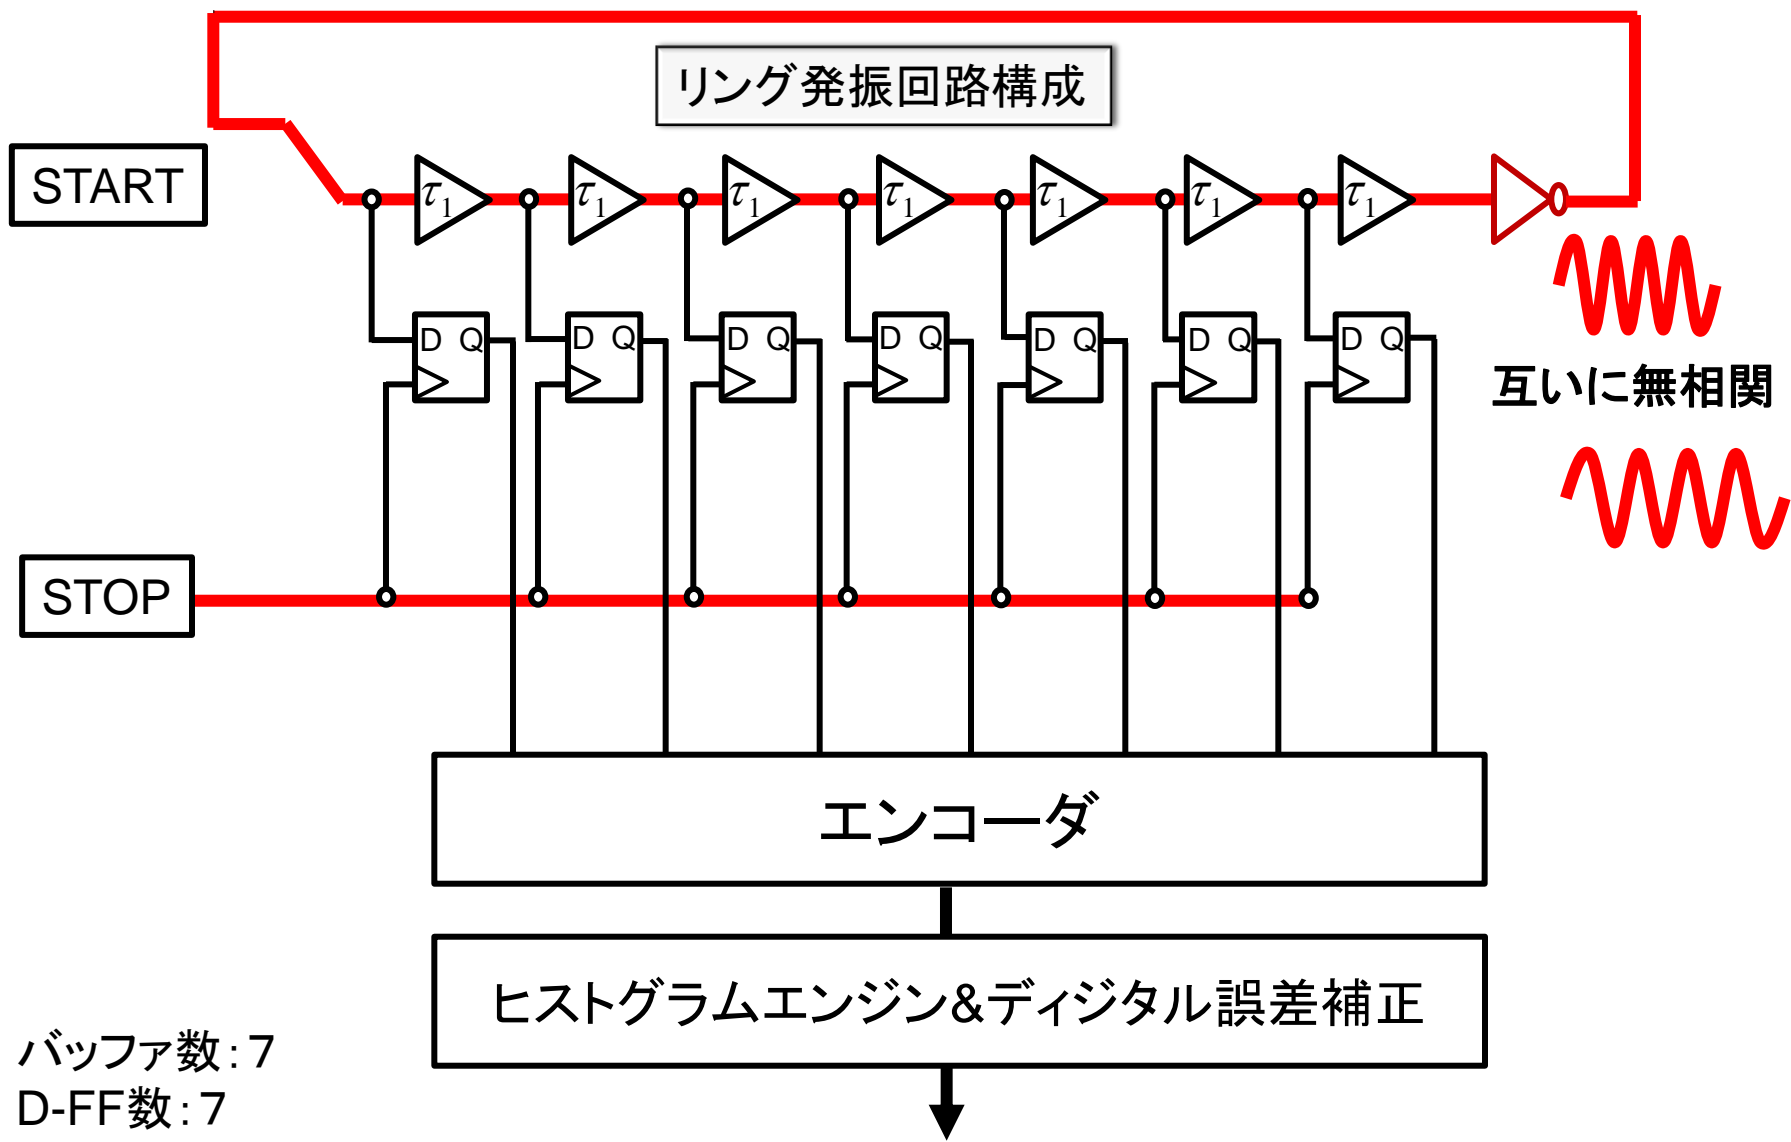 リング発振回路構成
START
τ1 τ1 τ1 τ1 τ1 τ1 τ1
D Q D Q D Q D Q D Q D Q D Q
互いに無相関
STOP
エンコーダ
ヒストグラムエンジン&ディジタル誤差補正
バッファ数:7
D-FF数:7